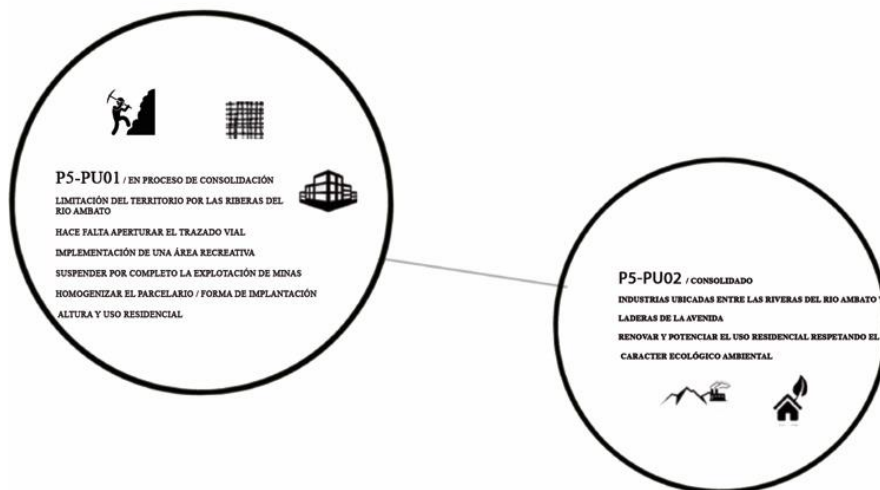 P5-PU01 / EN PROCESO DE CONSOLIDACIÓN
LIMITACIÓN DEL TERRITORIO POR LAS RIBERAS DEL
RIO AMBATO
HACE FALTA APERTURAR EL TRAZADO VIAL
IMPLEMENTACIÓN DE UNA ÁREA RECREATIVA
SUSPENDER POR COMPLETO LA EXPLOTACIÓN DE MINAS
HOMOGENIZAR EL PARCELARIO / FORMA DE IMPLANTACIÓN
ALTURA Y USO RESIDENCIAL
P5-PU02 / CONSOLIDADO
INDUSTRIAS UBICADAS ENTRE LAS RIVERAS DEL RIO AMBATO Y
LADERAS DE LA AVENIDA
RENOVAR Y POTENCIAR EL USO RESIDENCIAL RESPETANDO EL
CARACTER ECOLÓGICO AMBIENTAL